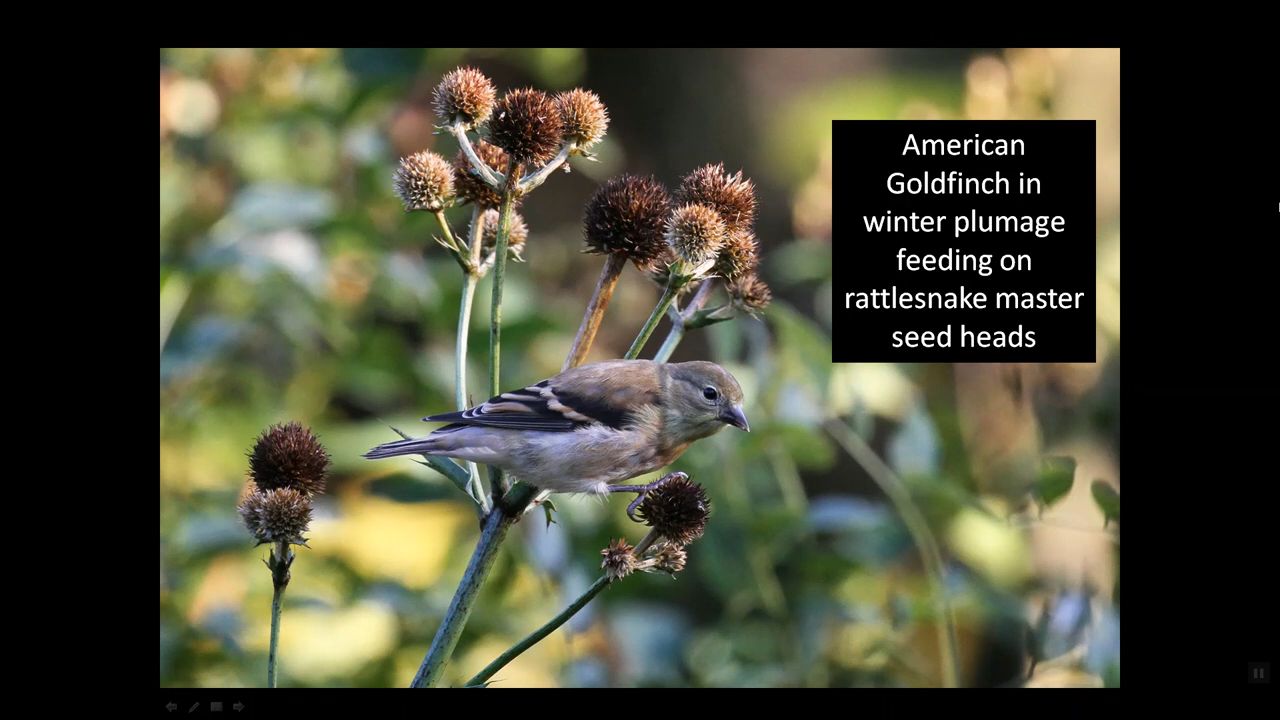 American
Goldfinch in
winter plumage
feeding on
rattlesnake master
seed heads